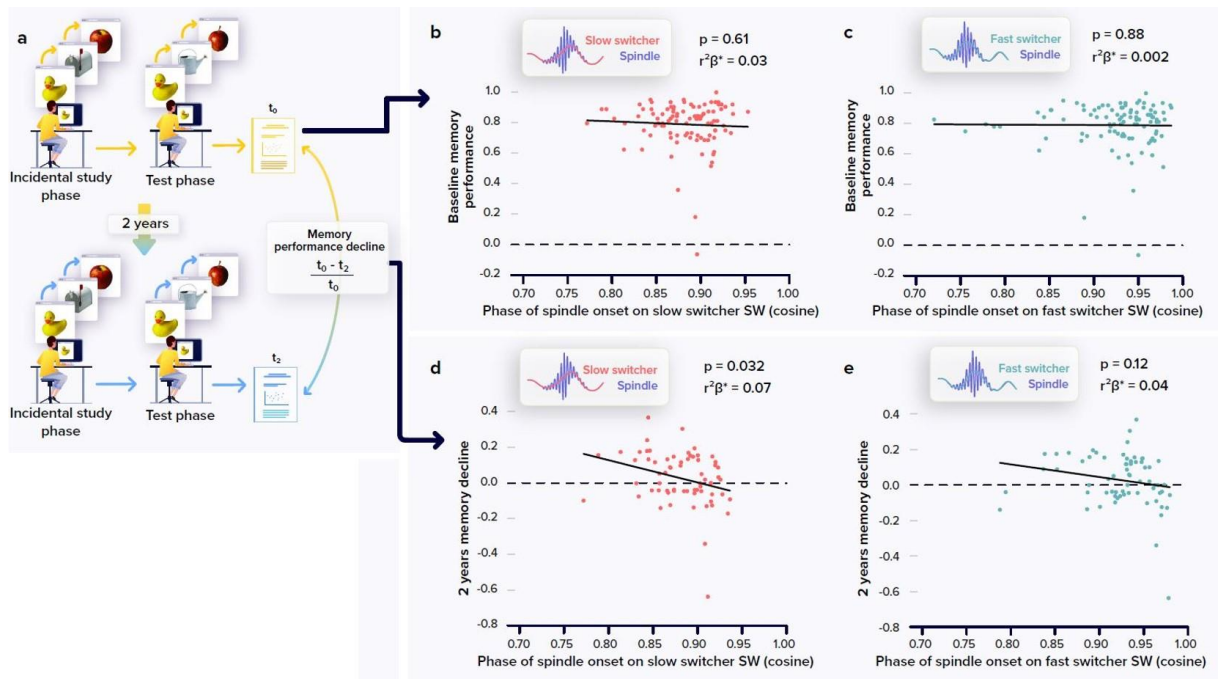 a
t₀
Incidental study
phase
Test phase
2 years
Memory
performance decline
t₀ - t₂
t₀
t₂
Incidental study
phase
Test phase
b
Slow switcher
Spindle
p = 0.61
r²β* = 0.03
Baseline memory
performance
1.0
0.8
0.6
0.4
0.2
0.0
-0.2
0.70 0.75 0.80 0.85 0.90 0.95 1.00
Phase of spindle onset on slow switcher SW (cosine)
c
Fast switcher
Spindle
p = 0.88
r²β* = 0.002
Baseline memory
performance
1.0
0.8
0.6
0.4
0.2
0.0
-0.2
0.70 0.75 0.80 0.85 0.90 0.95 1.00
Phase of spindle onset on fast switcher SW (cosine)
d
Slow switcher
Spindle
p = 0.032
r²β* = 0.07
2 years memory decline
0.4
0.2
0.0
-0.2
-0.4
-0.6
-0.8
0.70 0.75 0.80 0.85 0.90 0.95 1.00
Phase of spindle onset on slow switcher SW (cosine)
e
Fast switcher
Spindle
p = 0.12
r²β* = 0.04
2 years memory decline
0.4
0.2
0.0
-0.2
-0.4
-0.6
-0.8
0.70 0.75 0.80 0.85 0.90 0.95 1.00
Phase of spindle onset on fast switcher SW (cosine)